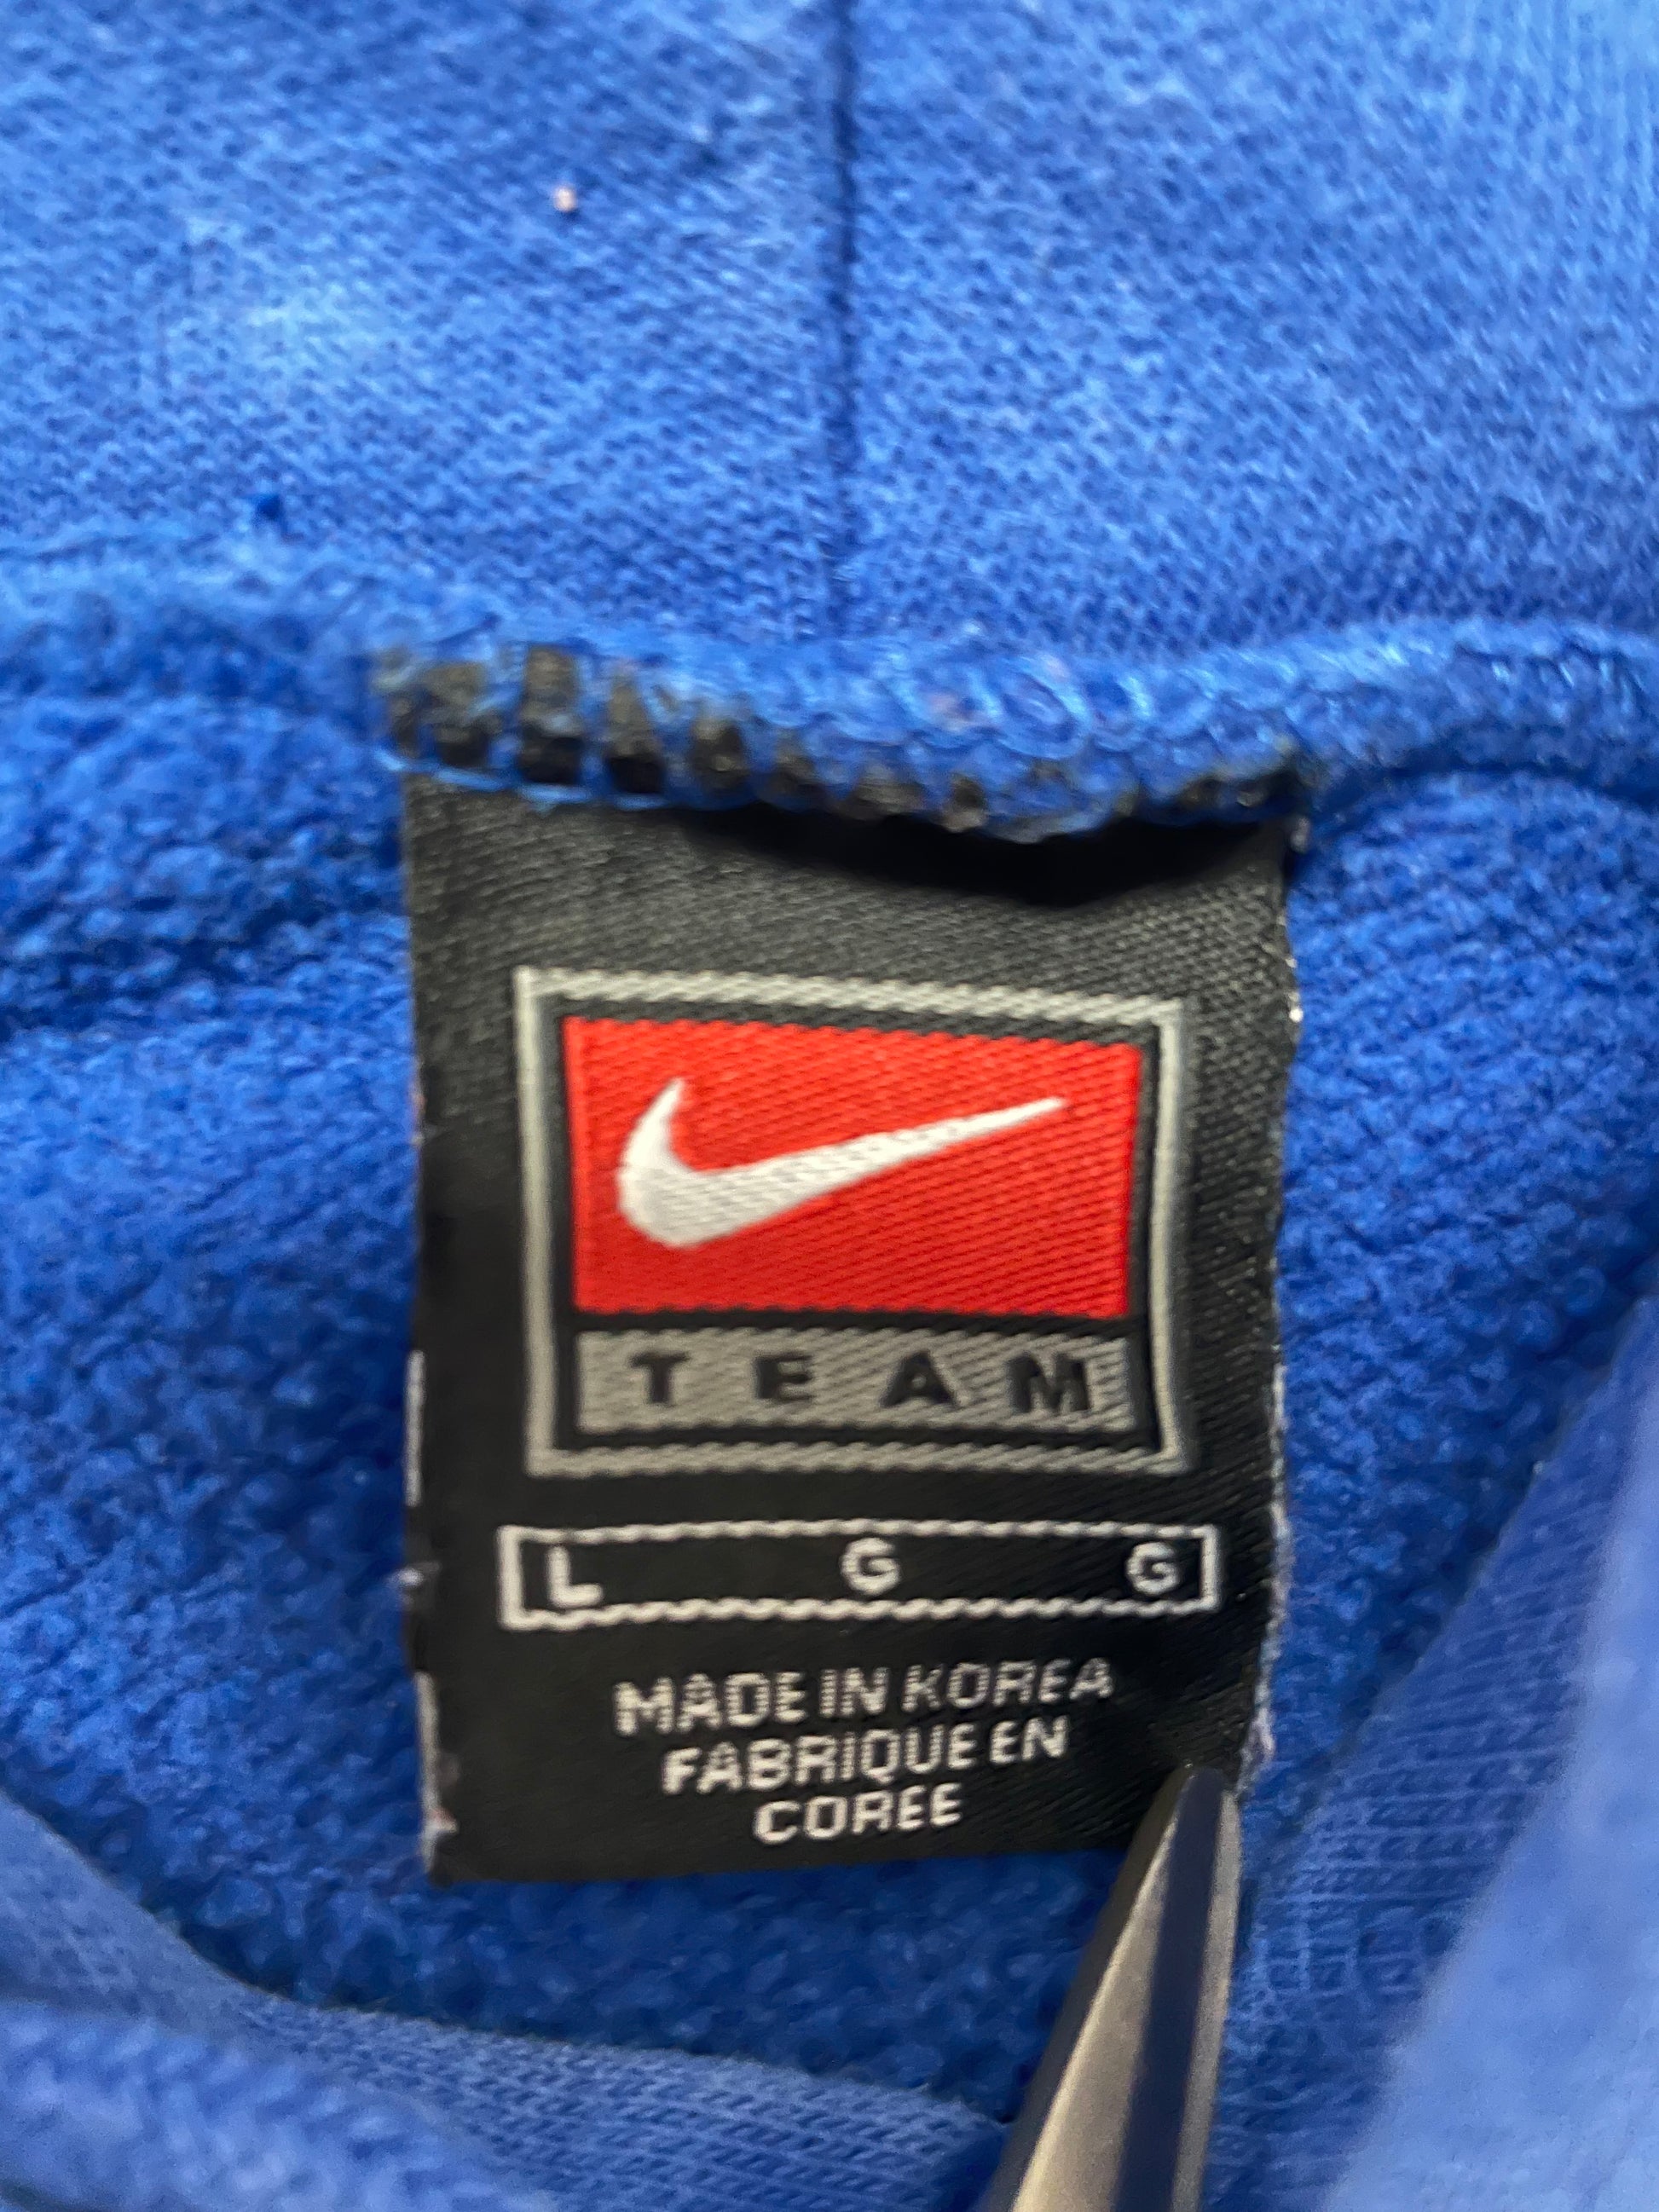 TEAM
L G G
MADE IN KOREA
FABRIQUE EN
COREE